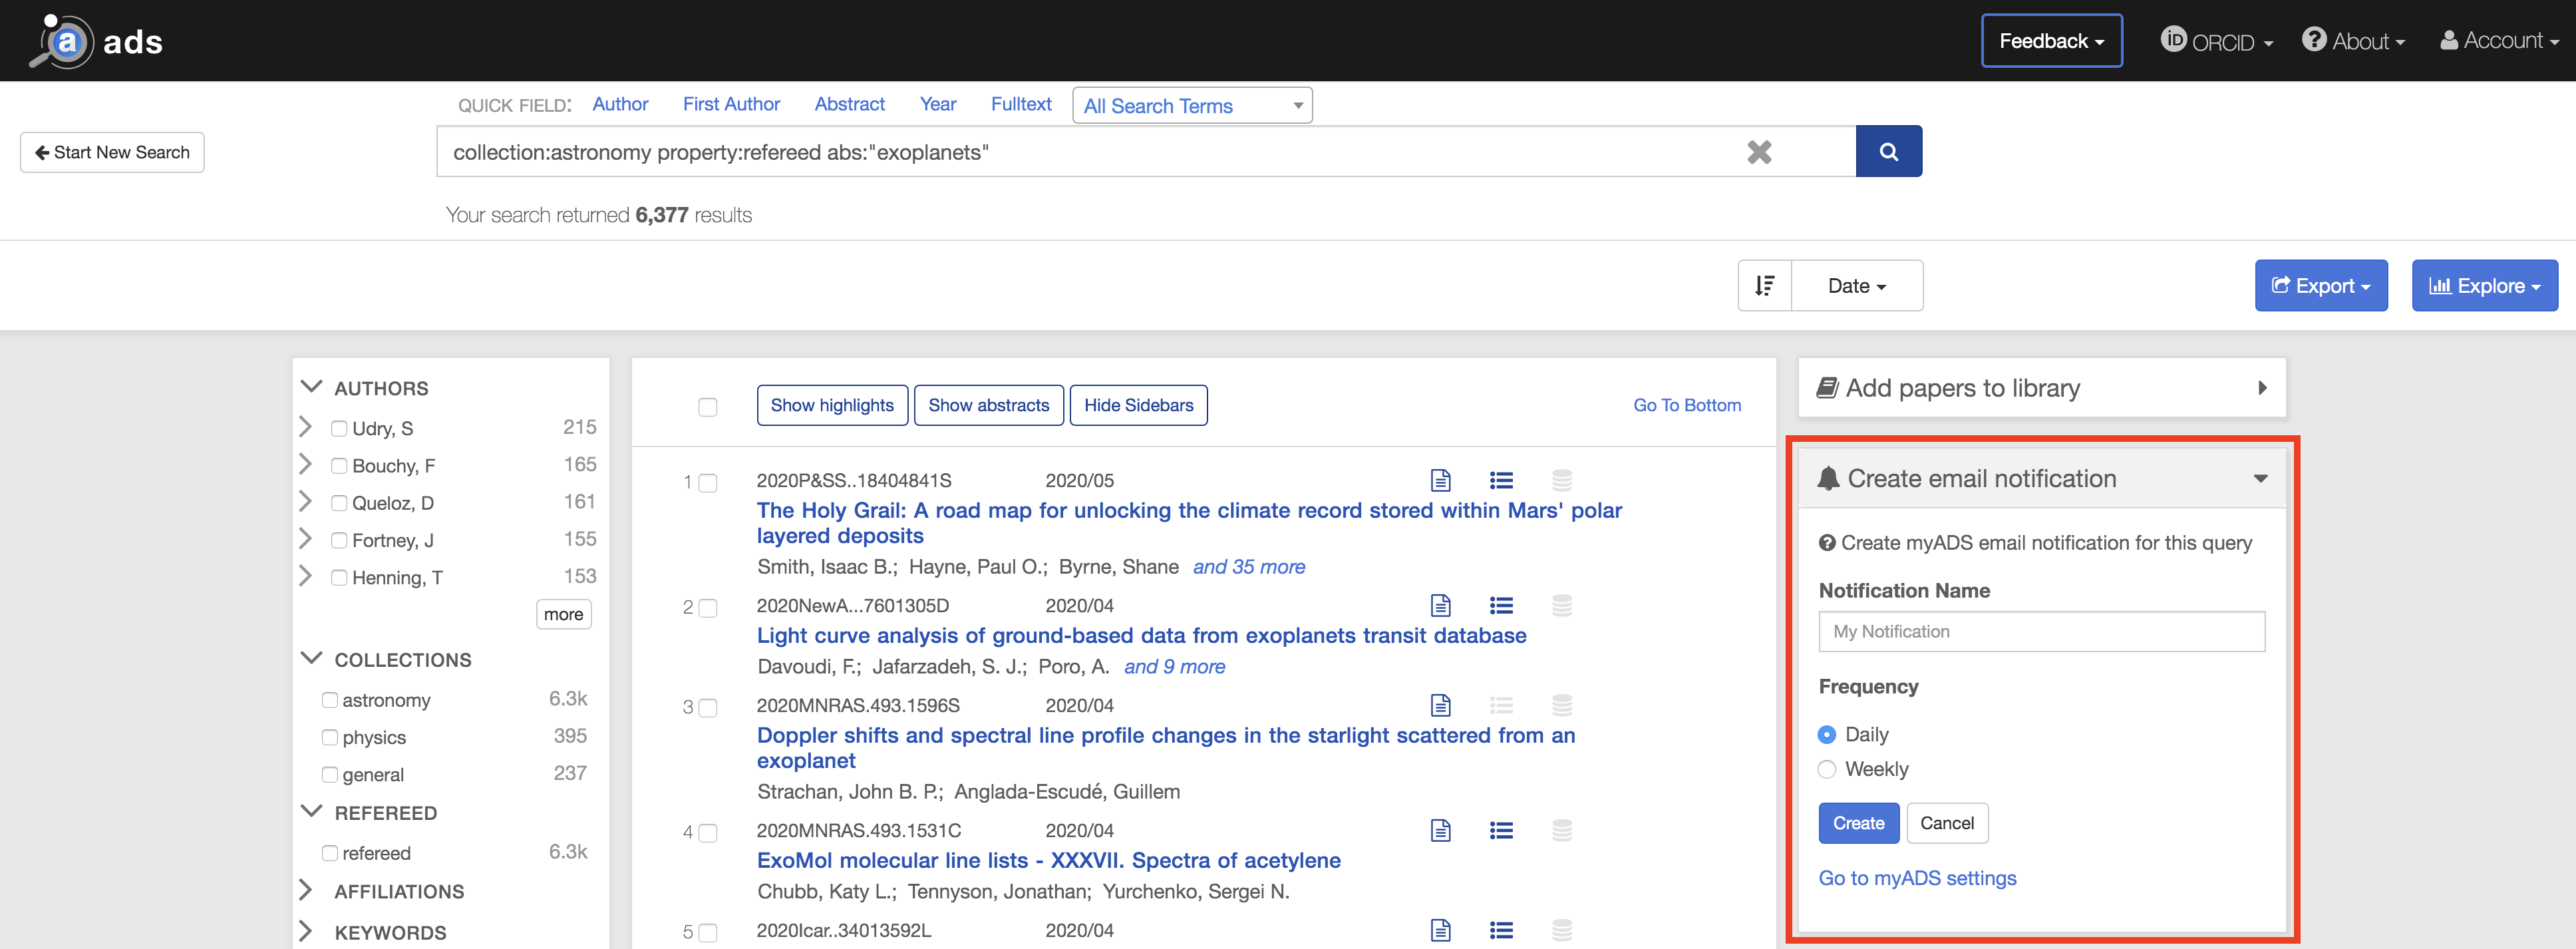 a ads
Feedback
iD ORCID
? About
Account
QUICK FIELD: Author First Author Abstract Year Fulltext All Search Terms
Start New Search
collection:astronomy property:refereed abs:"exoplanets"
Your search returned 6,377 results
Date
Export
Explore
AUTHORS
Udry, S 215
Bouchy, F 165
Queloz, D 161
Fortney, J 155
Henning, T 153
more
COLLECTIONS
astronomy 6.3k
physics 395
general 237
REFEREED
refereed 6.3k
AFFILIATIONS
KEYWORDS
Show highlights Show abstracts Hide Sidebars Go To Bottom
1 2020P&SS..18404841S 2020/05
The Holy Grail: A road map for unlocking the climate record stored within Mars' polar
layered deposits
Smith, Isaac B.; Hayne, Paul O.; Byrne, Shane and 35 more
2 2020NewA...7601305D 2020/04
Light curve analysis of ground-based data from exoplanets transit database
Davoudi, F.; Jafarzadeh, S. J.; Poro, A. and 9 more
3 2020MNRAS.493.1596S 2020/04
Doppler shifts and spectral line profile changes in the starlight scattered from an
exoplanet
Strachan, John B. P.; Anglada-Escudé, Guillem
4 2020MNRAS.493.1531C 2020/04
ExoMol molecular line lists - XXXVII. Spectra of acetylene
Chubb, Katy L.; Tennyson, Jonathan; Yurchenko, Sergei N.
5 2020Icar..34013592L 2020/04
Add papers to library
Create email notification
? Create myADS email notification for this query
Notification Name
My Notification
Frequency
Daily
Weekly
Create Cancel
Go to myADS settings